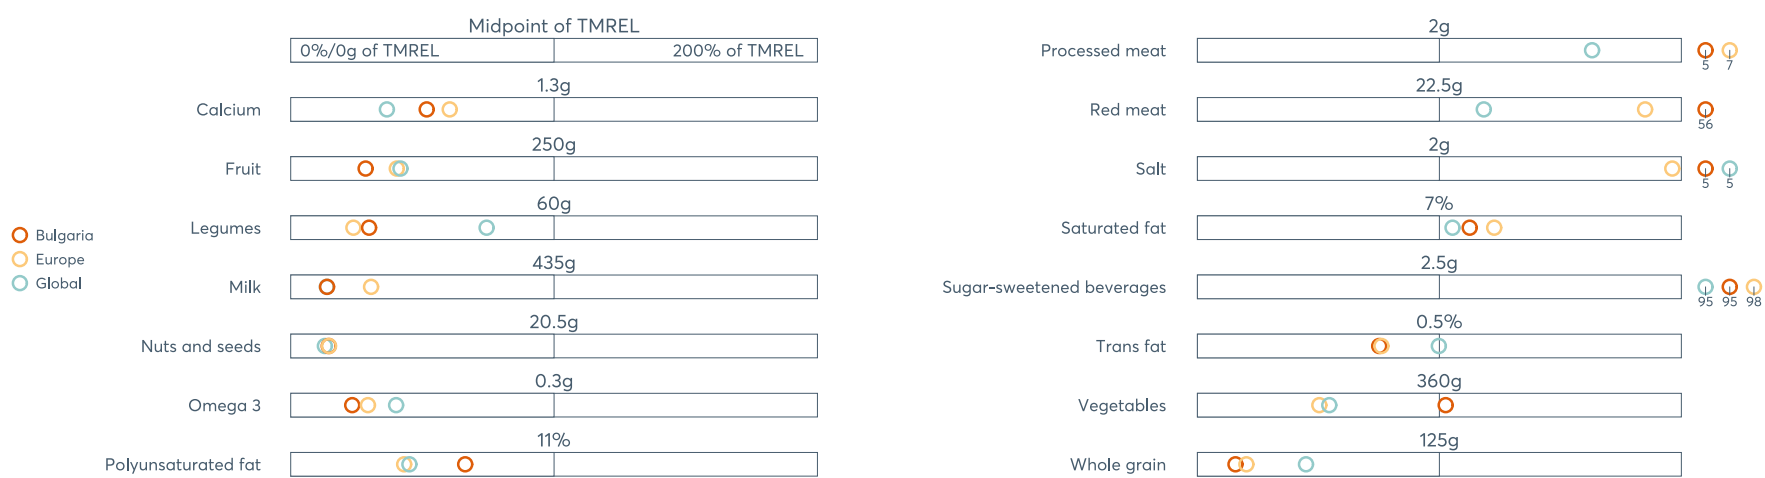 Bulgaria
Europe
Global
Midpoint of TMREL
0%/0g of TMREL 200% of TMREL
1.3g
Calcium
250g
Fruit
60g
Legumes
435g
Milk
20.5g
Nuts and seeds
0.3g
Omega 3
11%
Polyunsaturated fat
2g
Processed meat
5 7
22.5g
Red meat
56
2g
Salt
5 5
7%
Saturated fat
2.5g
Sugar-sweetened beverages
95 95 98
0.5%
Trans fat
360g
Vegetables
125g
Whole grain